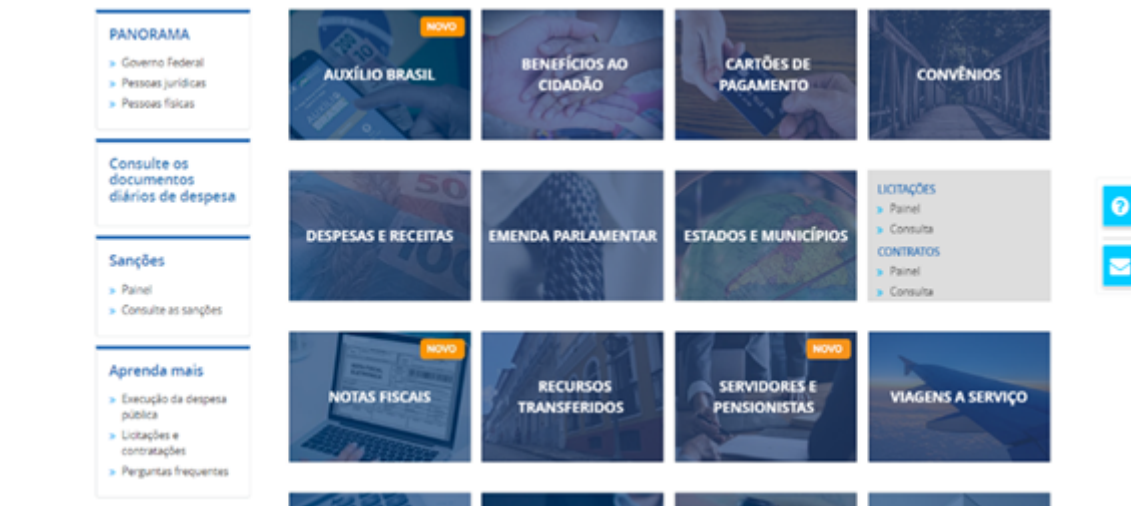 PANORAMA
» Governo Federal
» Pessoas jurídicas
» Pessoas físicas
Consulte os
documentos
diários de despesa
Sanções
» Painel
» Consulte as sanções
Aprenda mais
» Execução da despesa
pública
» Licitações e
contratações
» Perguntas frequentes
NOVO
AUXÍLIO BRASIL
BENEFÍCIOS AO
CIDADÃO
CARTÕES DE
PAGAMENTO
CONVÊNIOS
DESPESAS E RECEITAS
EMENDA PARLAMENTAR
ESTADOS E MUNICÍPIOS
LICITAÇÕES
» Painel
» Consulta
CONTRATOS
» Painel
» Consulta
NOVO
NOTAS FISCAIS
RECURSOS
TRANSFERIDOS
NOVO
SERVIDORES E
PENSIONISTAS
VIAGENS A SERVIÇO
?